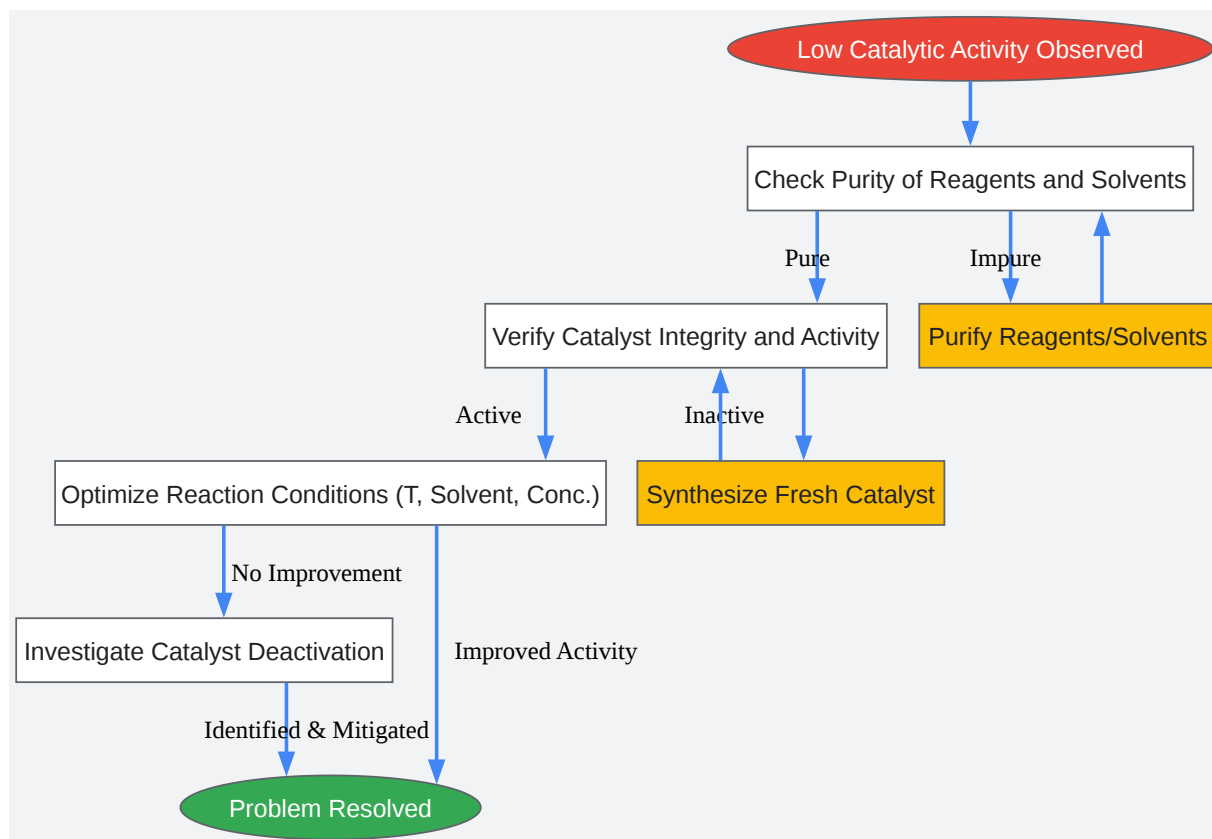 Low Catalytic Activity Observed
Check Purity of Reagents and Solvents
Pure
Impure
Verify Catalyst Integrity and Activity
Purify Reagents/Solvents
Active
Inactive
Optimize Reaction Conditions (T, Solvent, Conc.)
Synthesize Fresh Catalyst
No Improvement
Investigate Catalyst Deactivation
Improved Activity
Identified & Mitigated
Problem Resolved